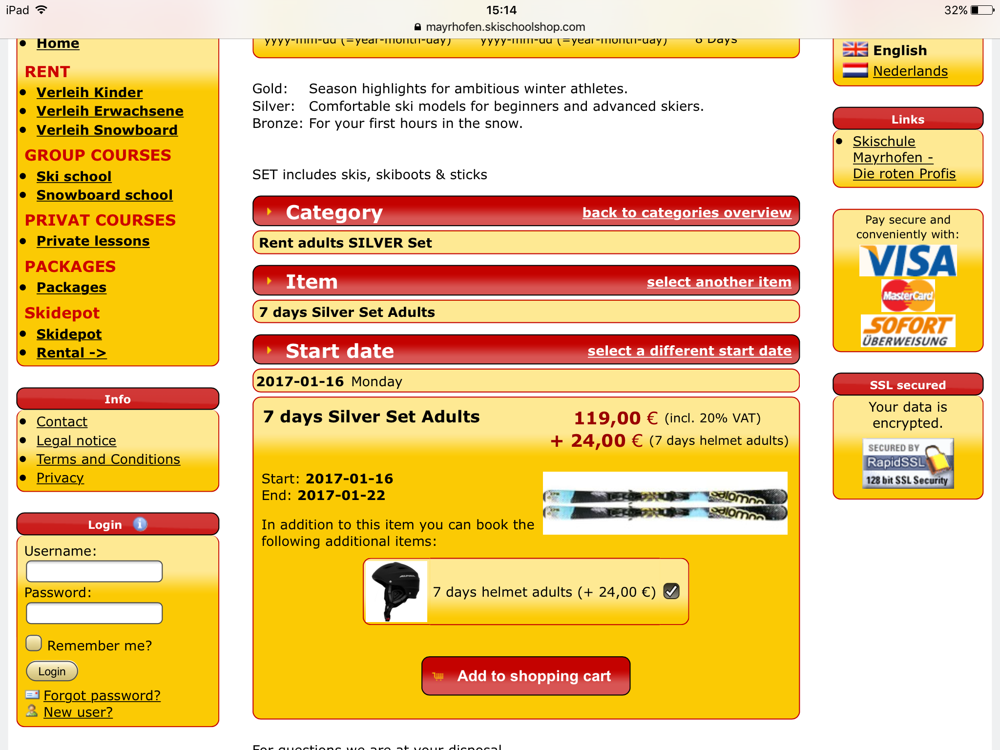 iPad
15:14
32%
mayrhofen.skischoolshop.com
Home
RENT
Verleih Kinder
Verleih Erwachsene
Verleih Snowboard
GROUP COURSES
Ski school
Snowboard school
PRIVAT COURSES
Private lessons
PACKAGES
Packages
Skidepot
Skidepot
Rental ->
Info
Contact
Legal notice
Terms and Conditions
Privacy
Login
Username:
Password:
Remember me?
Login
Forgot password?
New user?
yyyy-mm-dd (=year-month-day) yyyy-mm-dd (=year-month-day) 8 Days
Gold: Season highlights for ambitious winter athletes.
Silver: Comfortable ski models for beginners and advanced skiers.
Bronze: For your first hours in the snow.
SET includes skis, skiboots & sticks
Category back to categories overview
Rent adults SILVER Set
Item select another item
7 days Silver Set Adults
Start date select a different start date
2017-01-16 Monday
7 days Silver Set Adults 119,00 € (incl. 20% VAT)
+ 24,00 € (7 days helmet adults)
Start: 2017-01-16
End: 2017-01-22
salomon
salomon
In addition to this item you can book the
following additional items:
ALPINA
7 days helmet adults (+ 24,00 €)
Add to shopping cart
For questions we are at your disposal
English
Nederlands
Links
Skischule
Mayrhofen -
Die roten Profis
Pay secure and
conveniently with:
VISA
MasterCard
SOFORT
ÜBERWEISUNG
SSL secured
Your data is
encrypted.
SECURED BY
RapidSSL
128 bit SSL Security